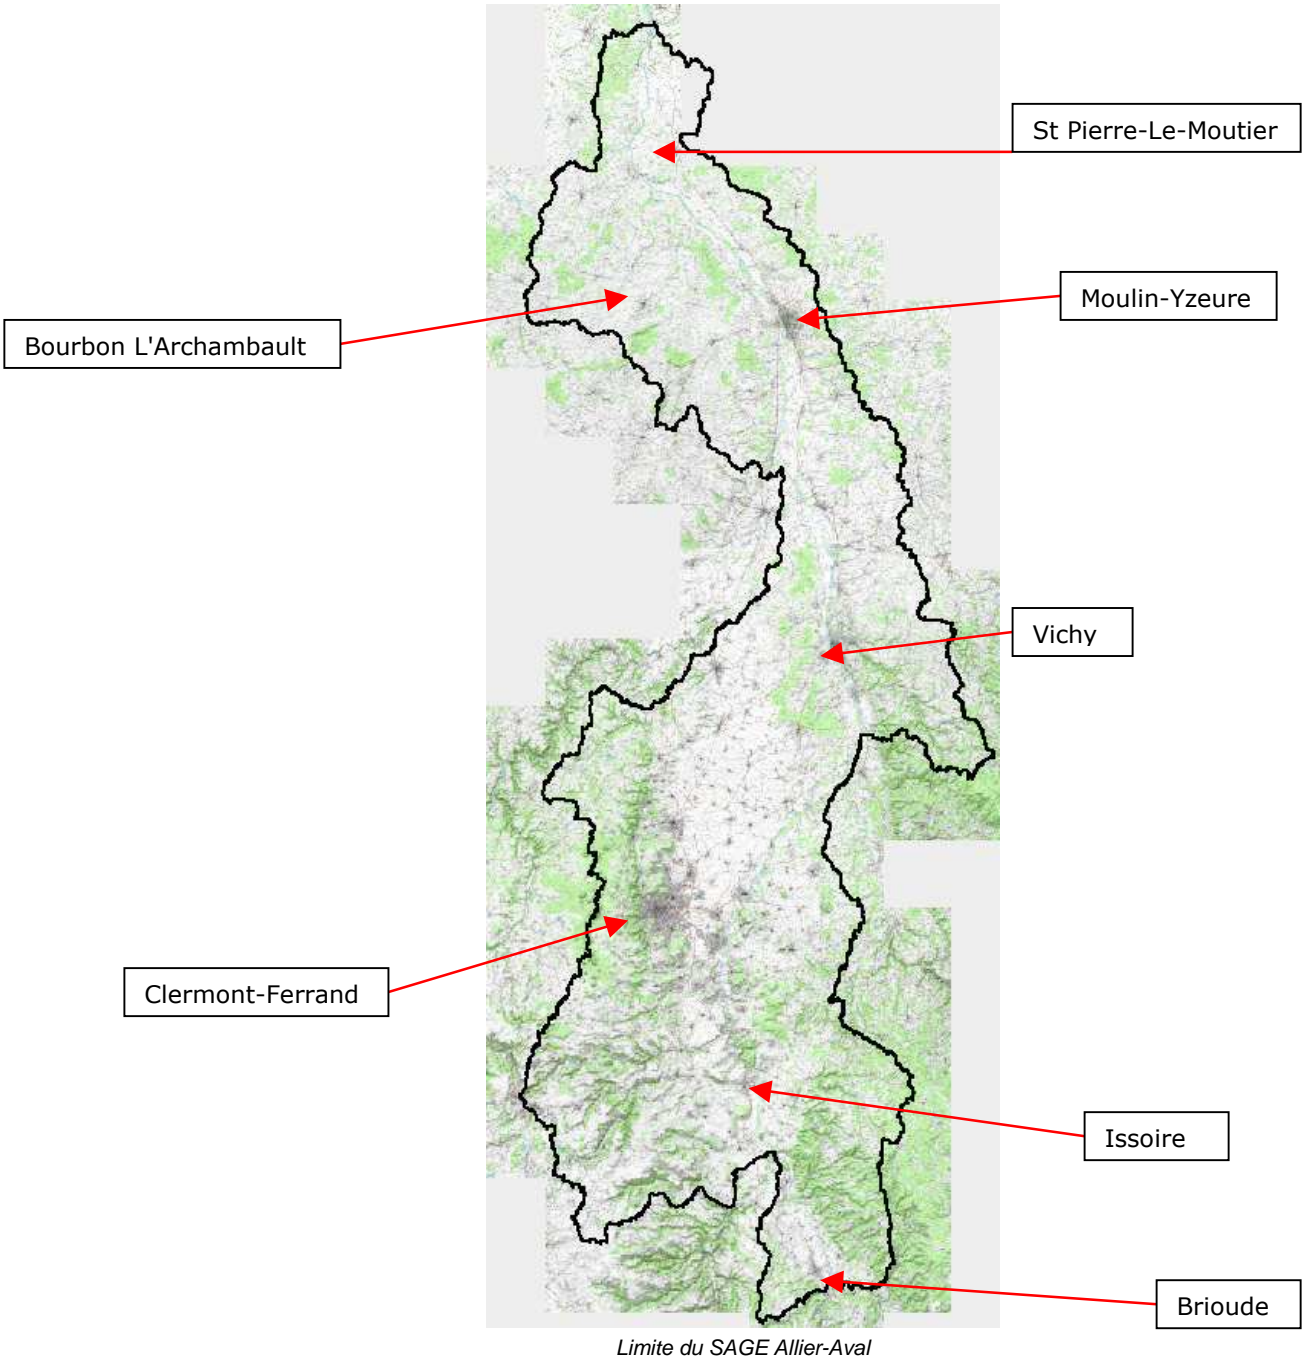 St Pierre-Le-Moutier
Moulin-Yzeure
Bourbon L'Archambault
Vichy
Clermont-Ferrand
Issoire
Brioude
Limite du SAGE Allier-Aval